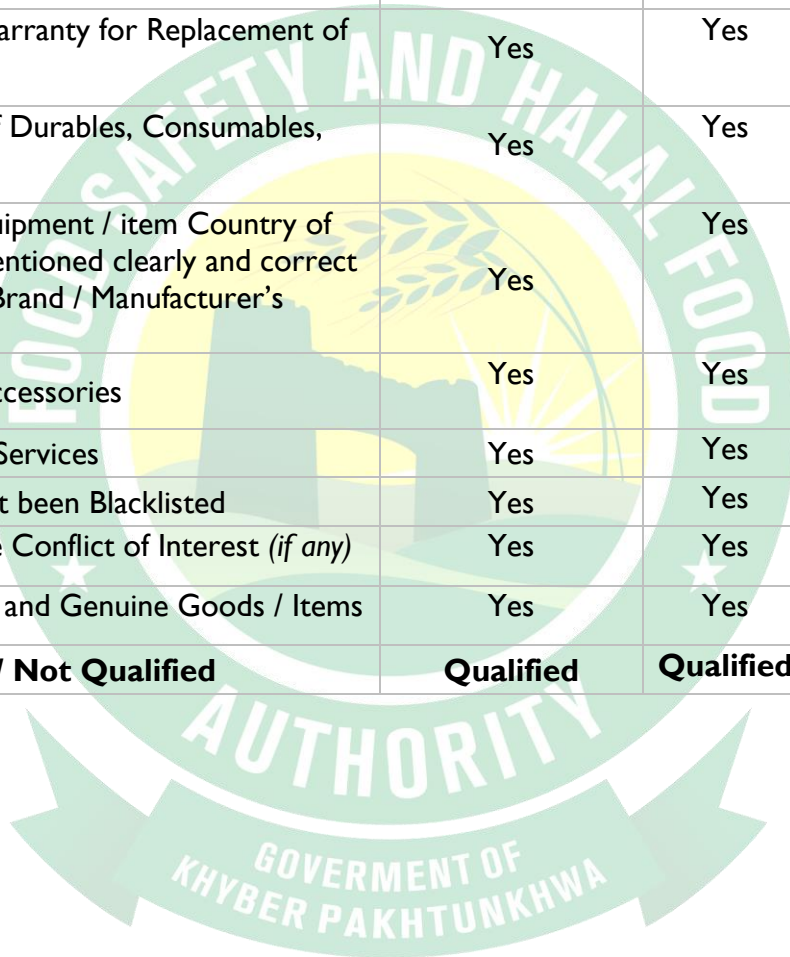 arranty for Replacement of Yes Yes
f Durables, Consumables, Yes Yes
uipment / item Country of Yes
entioned clearly and correct
Yes
Brand / Manufacturer's
ccessories Yes Yes
Services Yes Yes
t been Blacklisted Yes Yes
e Conflict of Interest (if any) Yes Yes
and Genuine Goods / Items Yes Yes
/ Not Qualified Qualified Qualified
FOOD SAFETY AND HALAL FOOD
AUTHORITY
GOVERMENT OF
KHYBER PAKHTUNKHWA